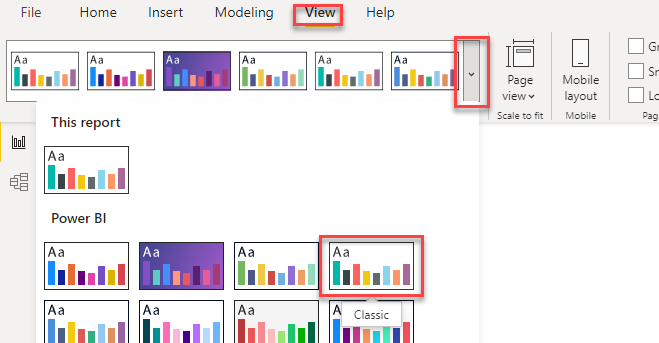 File Home Insert Modeling View Help
Aa Aa Aa Aa Aa Aa
Page view
Mobile layout
Scale to fit
Mobile
Gr
Sn
Lo
Pag
This report
Aa
Power BI
Aa Aa Aa Aa
Classic
Aa Aa Aa Aa